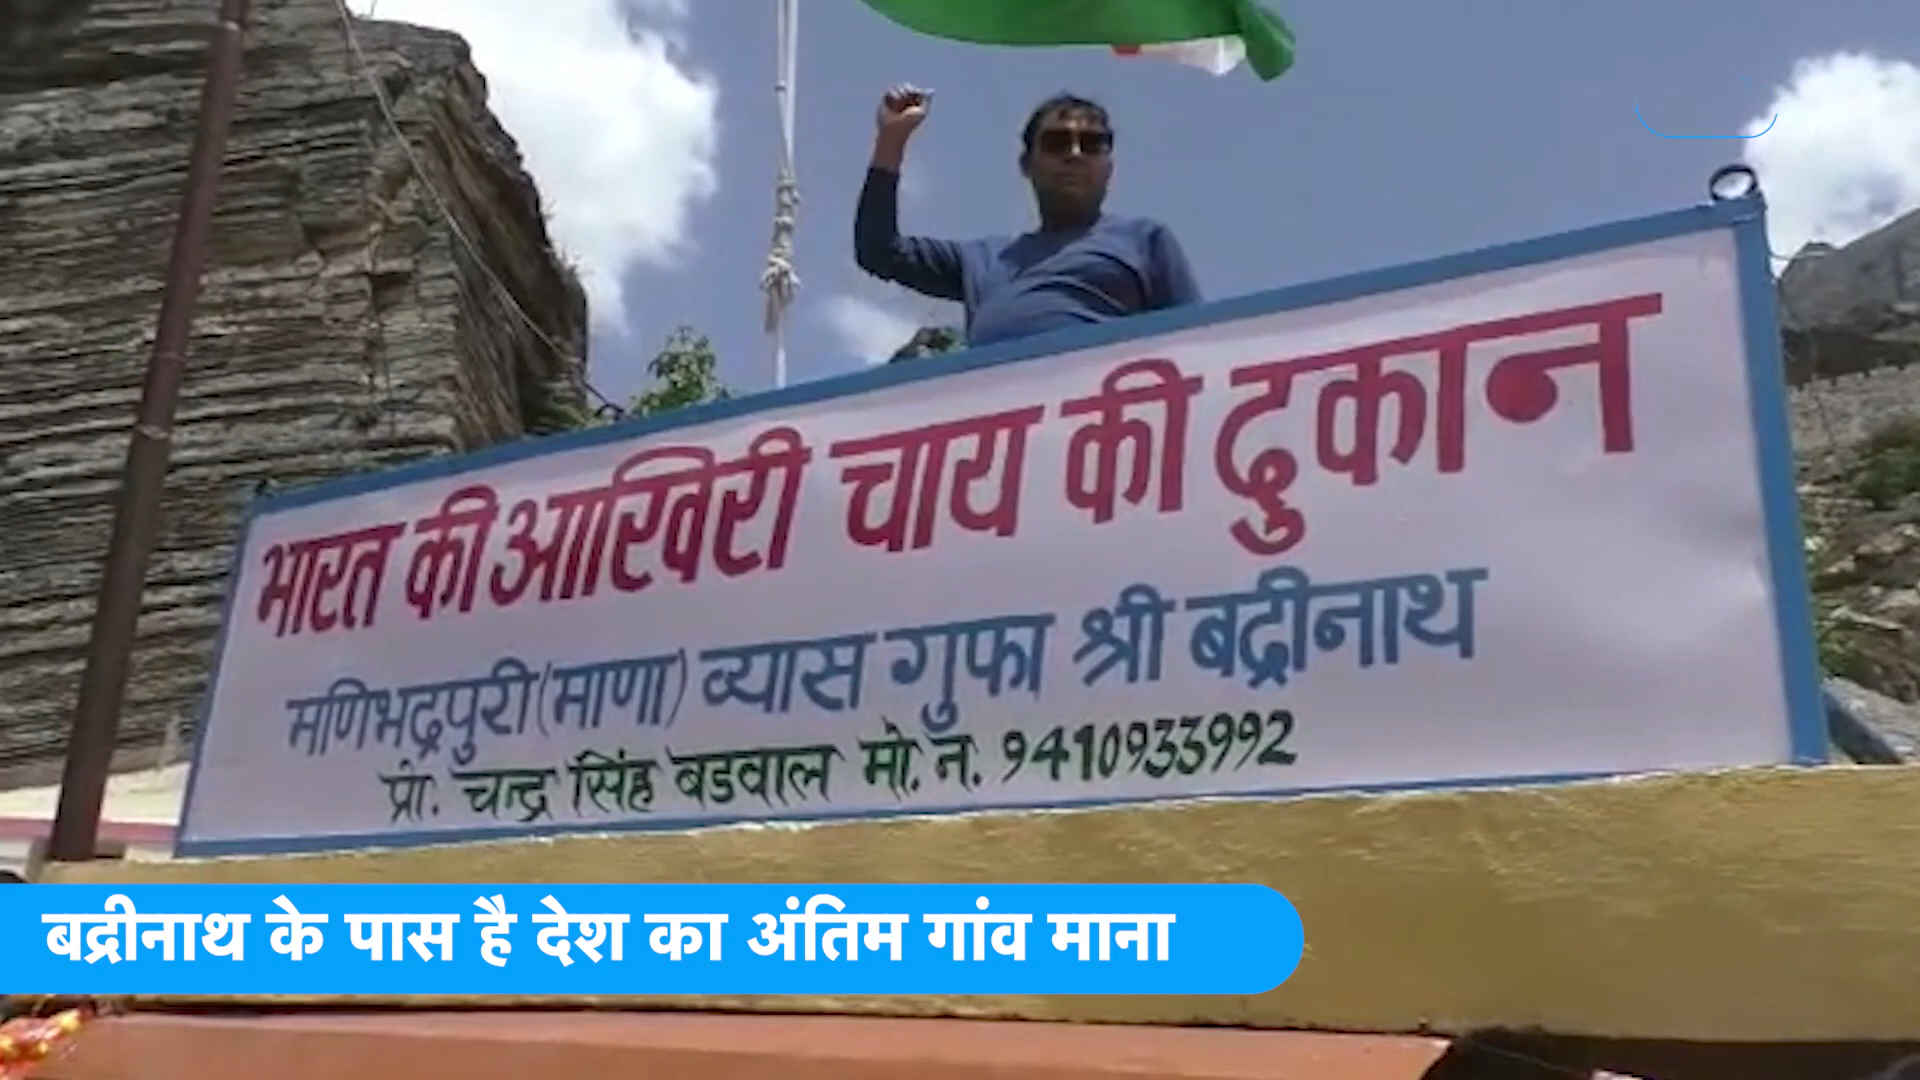 भारत की आखिरी चाय की दुकान
मणिभद्रपुरी (माणा) व्यास गुफा श्री बद्रीनाथ
प्रो. चन्द्र सिंह बडवाल मो. न. 9410933992
बद्रीनाथ के पास है देश का अंतिम गांव माना